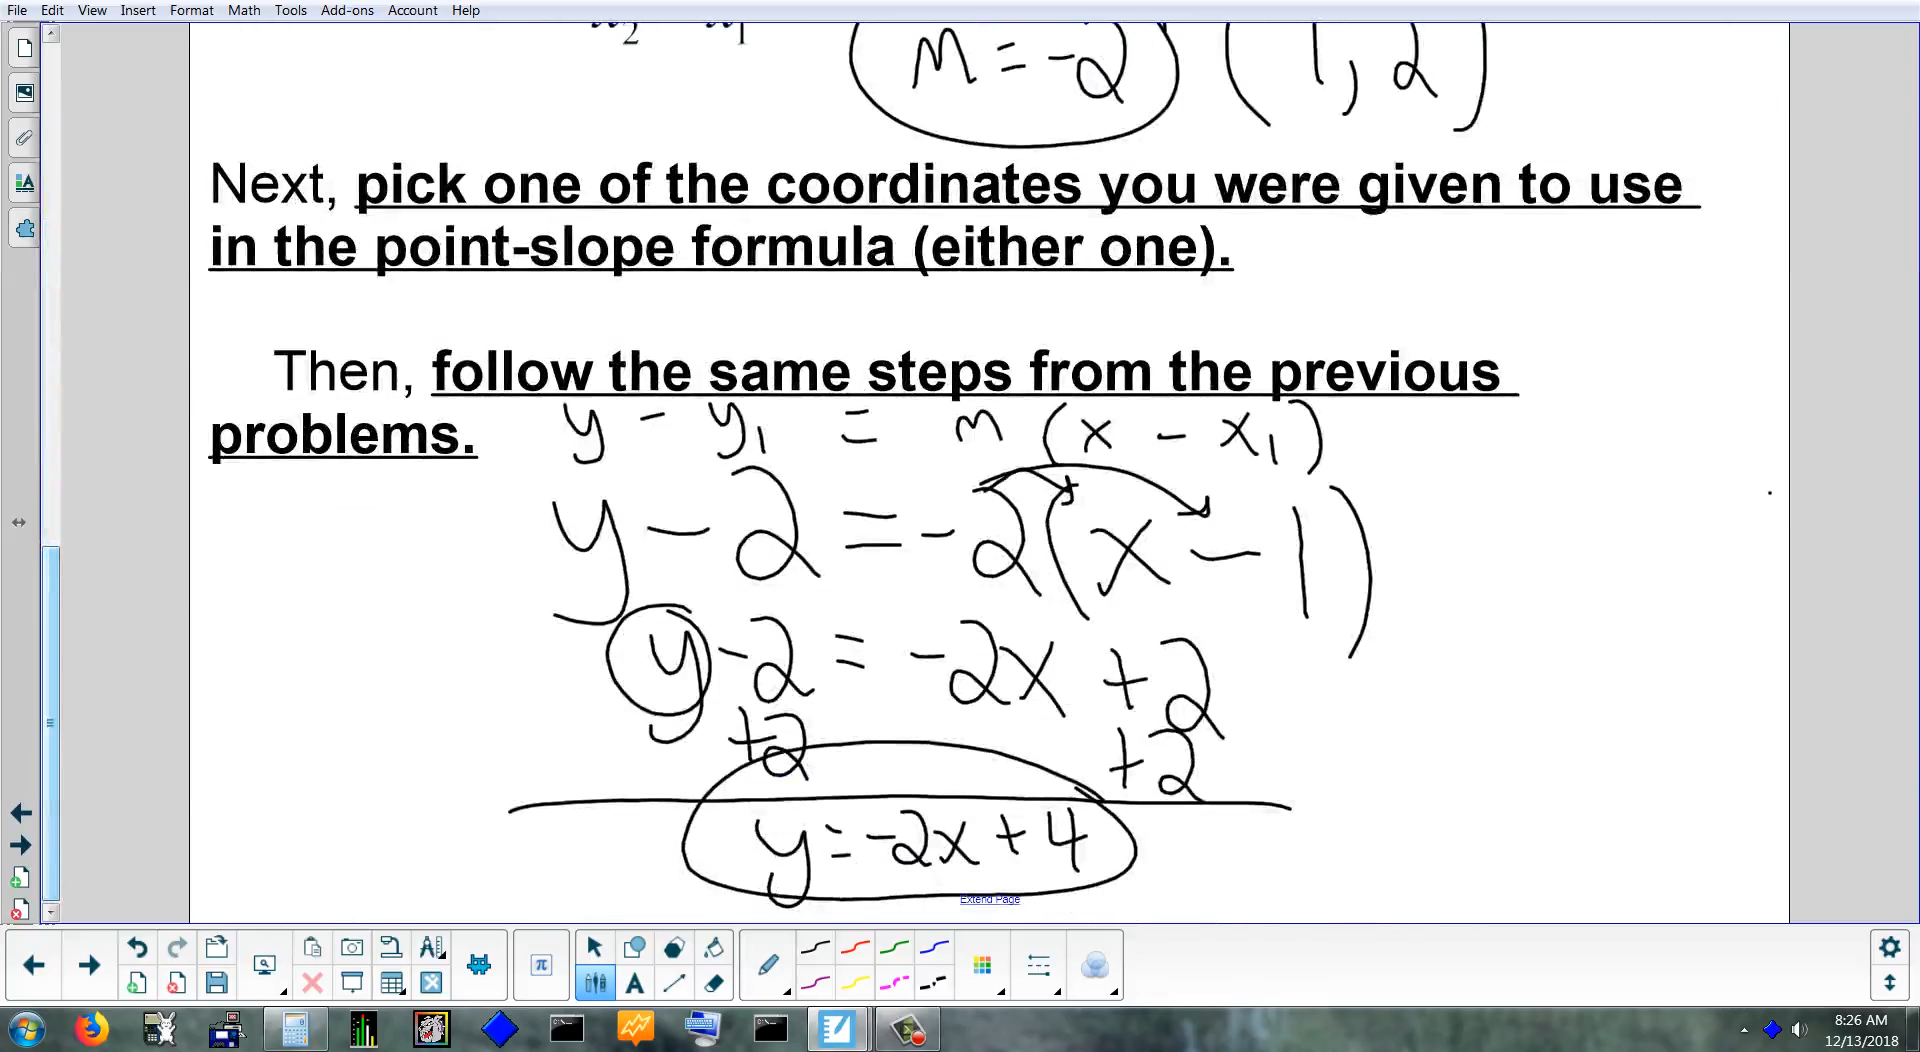 File Edit View Insert Format Math Tools Add-ons Account Help
x₂ x₁
m = -2 (1, 2)
Next, pick one of the coordinates you were given to use
in the point-slope formula (either one).
Then, follow the same steps from the previous
problems.
y - y₁ = m (x - x₁)
y - 2 = -2(x - 1)
y - 2 = -2x + 2
+2 +2
y = -2x + 4
Extend Page
π
A
8:26 AM
12/13/2018